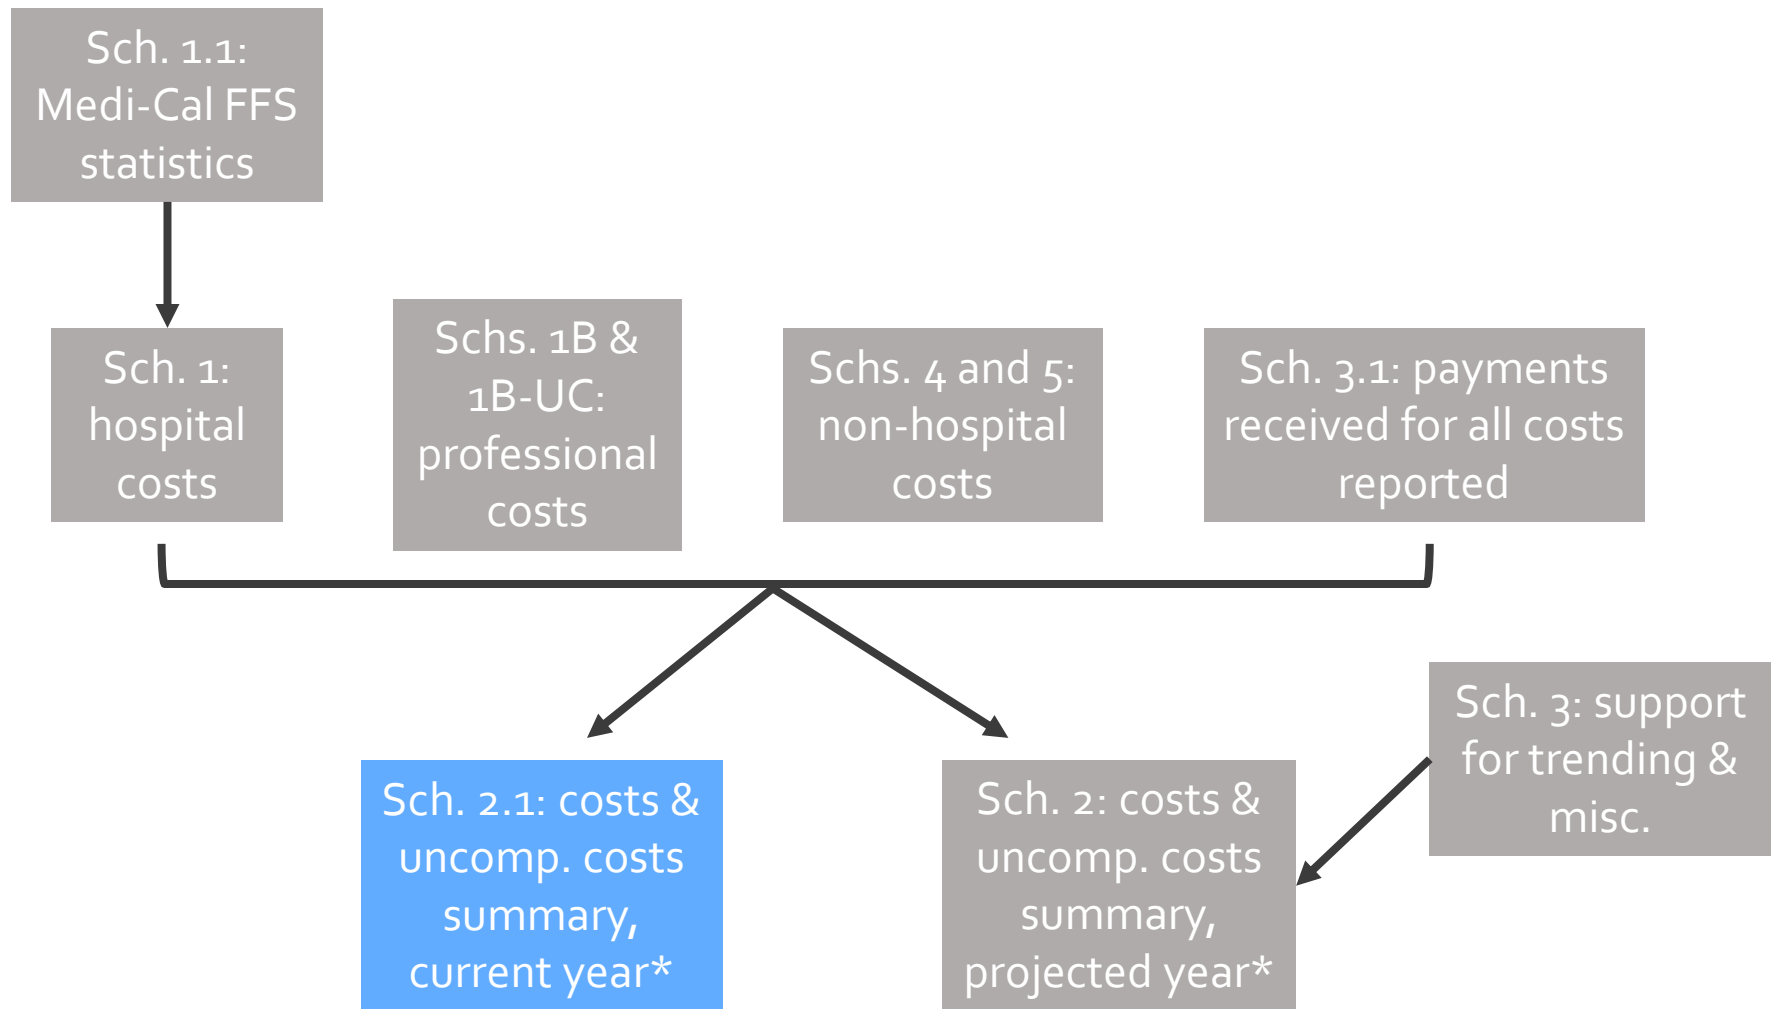 Sch. 1.1:
Medi-Cal FFS
statistics
Sch. 1:
hospital
costs
Schs. 1B &
1B-UC:
professional
costs
Schs. 4 and 5:
non-hospital
costs
Sch. 3.1: payments
received for all costs
reported
Sch. 2.1: costs &
uncomp. costs
summary,
current year*
Sch. 2: costs &
uncomp. costs
summary,
projected year*
Sch. 3: support
for trending &
misc.